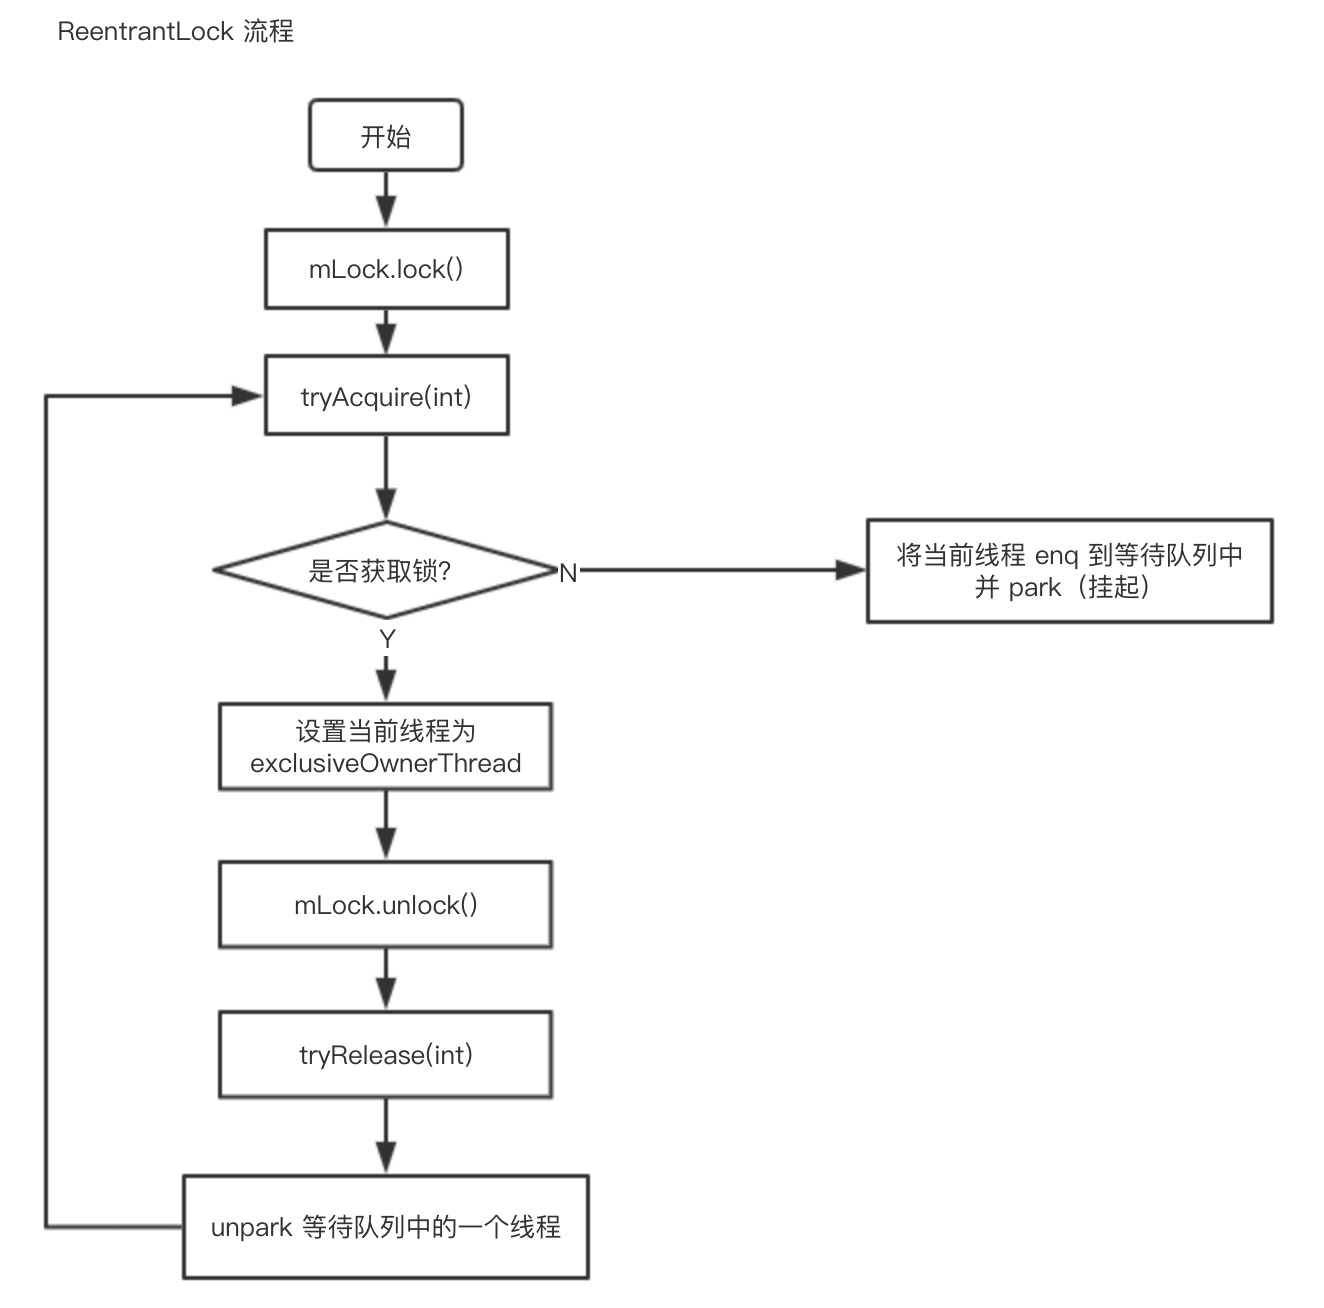 ReentrantLock 流程
开始
mLock.lock()
tryAcquire(int)
是否获取锁?
N
将当前线程 enq 到等待队列中
并 park（挂起）
Y
设置当前线程为
exclusiveOwnerThread
mLock.unlock()
tryRelease(int)
unpark 等待队列中的一个线程